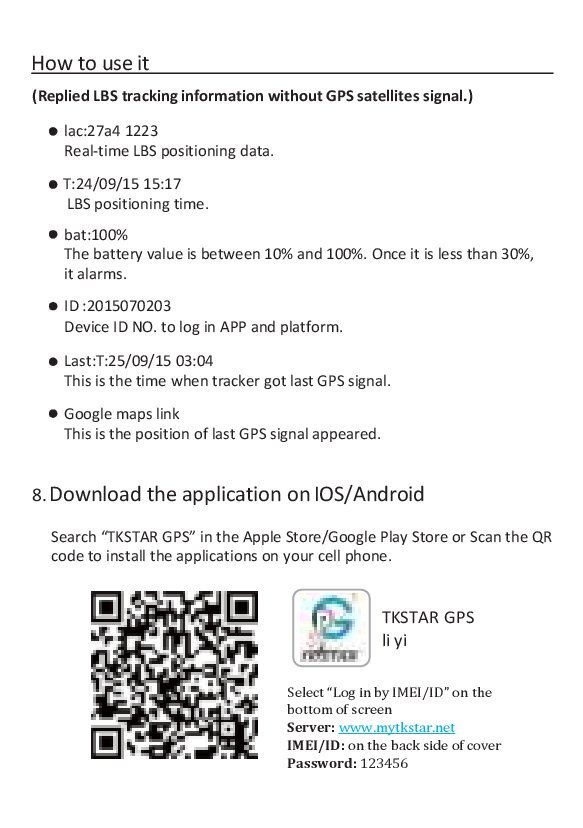 How to use it
(Replied LBS tracking information without GPS satellites signal.)
● lac:27a4 1223
Real-time LBS positioning data.
● T:24/09/15 15:17
LBS positioning time.
● bat:100%
The battery value is between 10% and 100%. Once it is less than 30%,
it alarms.
● ID :2015070203
Device ID NO. to log in APP and platform.
● Last:T:25/09/15 03:04
This is the time when tracker got last GPS signal.
● Google maps link
This is the position of last GPS signal appeared.
8. Download the application on IOS/Android
Search “TKSTAR GPS” in the Apple Store/Google Play Store or Scan the QR
code to install the applications on your cell phone.
TKSTAR GPS
li yi
Select “Log in by IMEI/ID” on the
bottom of screen
Server: www.mytkstar.net
IMEI/ID: on the back side of cover
Password: 123456